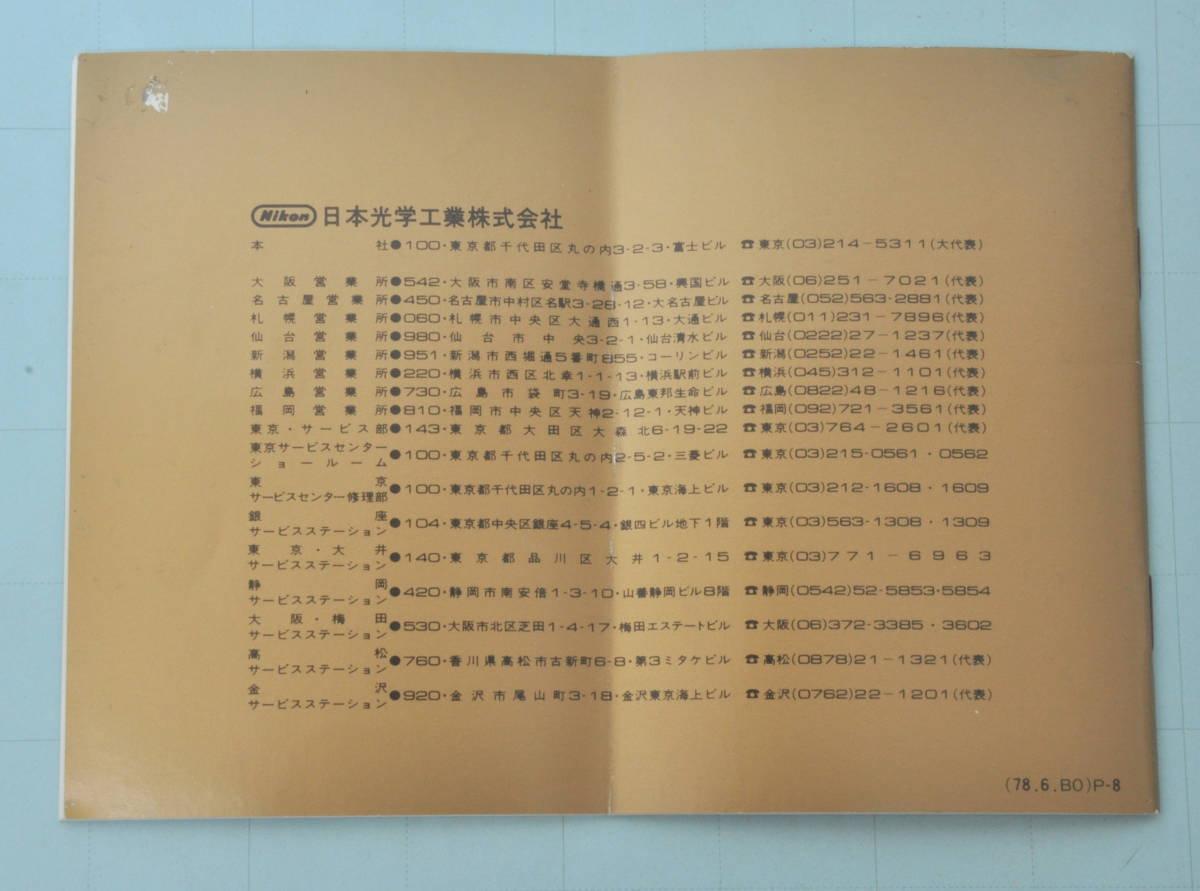 Nikon 日本光学工業株式会社
本社●100・東京都千代田区丸の内3-2-3・富士ビル ☎東京(03)214-5311(大代表)
大阪営業所●542・大阪市南区安堂寺橋通3-58・興国ビル ☎大阪(06)251-7021(代表)
名古屋営業所●450・名古屋市中村区名駅3-28-12・大名古屋ビル ☎名古屋(052)563-2881(代表)
札幌営業所●060・札幌市中央区大通西1-13・大通ビル ☎札幌(011)231-7896(代表)
仙台営業所●980・仙台市中央3-2-1・仙台清水ビル ☎仙台(0222)27-1237(代表)
新潟営業所●951・新潟市西堀通5番町855・コーリンビル ☎新潟(0252)22-1461(代表)
横浜営業所●220・横浜市西区北幸1-1-13・横浜駅前ビル ☎横浜(045)312-1101(代表)
広島営業所●730・広島市袋町3-19・広島東邦生命ビル ☎広島(0822)48-1216(代表)
福岡営業所●810・福岡市中央区天神2-12-1・天神ビル ☎福岡(092)721-3561(代表)
東京・サービス部●143・東京都大田区大森北6-19-22 ☎東京(03)764-2601(代表)
東京サービスセンター
ショールーム●100・東京都千代田区丸の内2-5-2・三菱ビル ☎東京(03)215-0561・0562
東京
サービスセンター修理部●100・東京都千代田区丸の内1-2-1・東京海上ビル ☎東京(03)212-1608・1609
銀座
サービスステーション●104・東京都中央区銀座4-5-4・銀四ビル地下1階 ☎東京(03)563-1308・1309
東京・大井
サービスステーション●140・東京都品川区大井1-2-15 ☎東京(03)771-6963
静岡
サービスステーション●420・静岡市南安倍1-3-10・山善静岡ビル8階 ☎静岡(0542)52-5853・5854
大阪・梅田
サービスステーション●530・大阪市北区芝田1-4-17・梅田エステートビル ☎大阪(06)372-3385・3602
高松
サービスステーション●760・香川県高松市古新町6-8・第3ミタケビル ☎高松(0878)21-1321(代表)
金沢
サービスステーション●920・金沢市尾山町3-18・金沢東京海上ビル ☎金沢(0762)22-1201(代表)
(78.6.BO)P-8